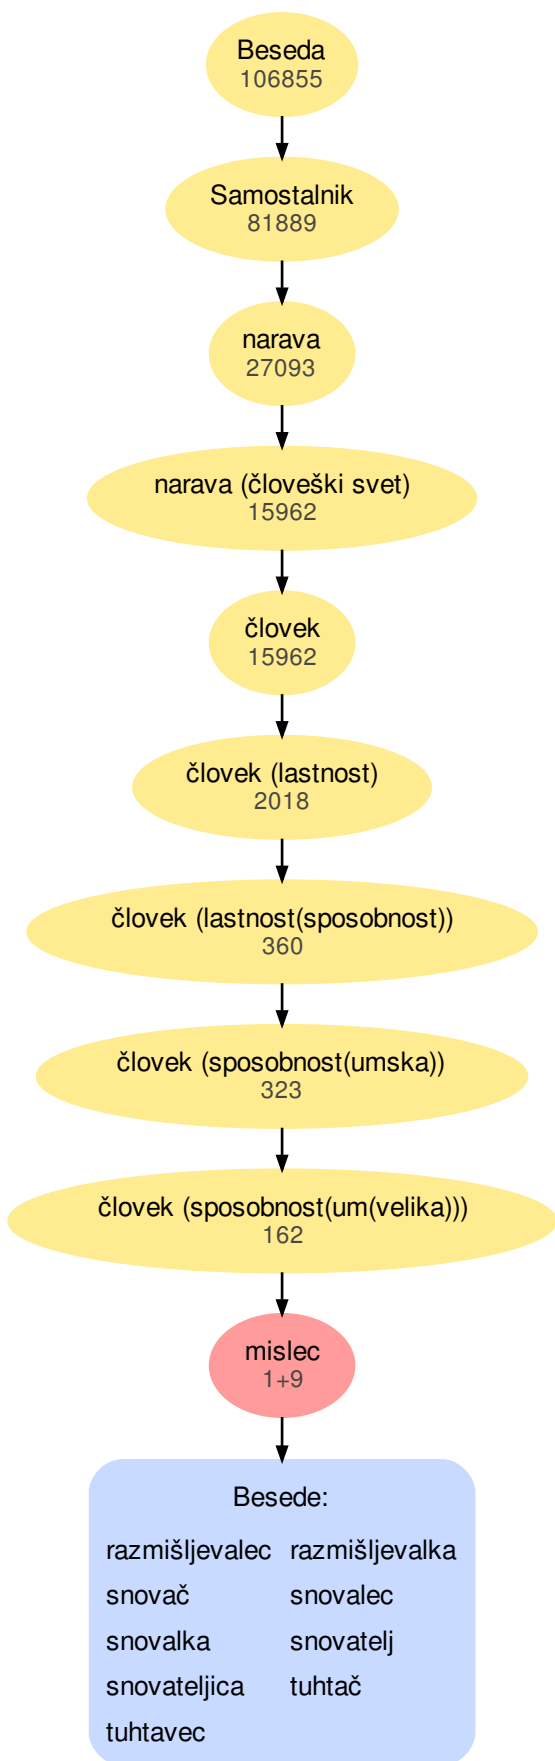 Beseda
106855
Samostalnik
81889
narava
27093
narava (človeški svet)
15962
človek
15962
človek (lastnost)
2018
človek (lastnost(sposobnost))
360
človek (sposobnost(umska))
323
človek (sposobnost(um(velika)))
162
mislec
1+9
Besede:
razmišljevalec razmišljevalka
snovač snovalec
snovalka snovatelj
snovateljica tuhtač
tuhtavec